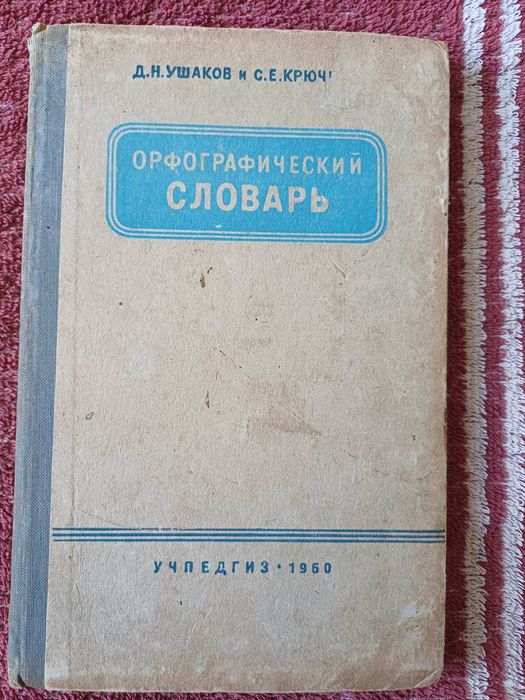 Д.Н.УШАКОВ и С.Е.КРЮЧ
ОРФОГРАФИЧЕСКИЙ
СЛОВАРЬ
УЧПЕДГИЗ • 1960